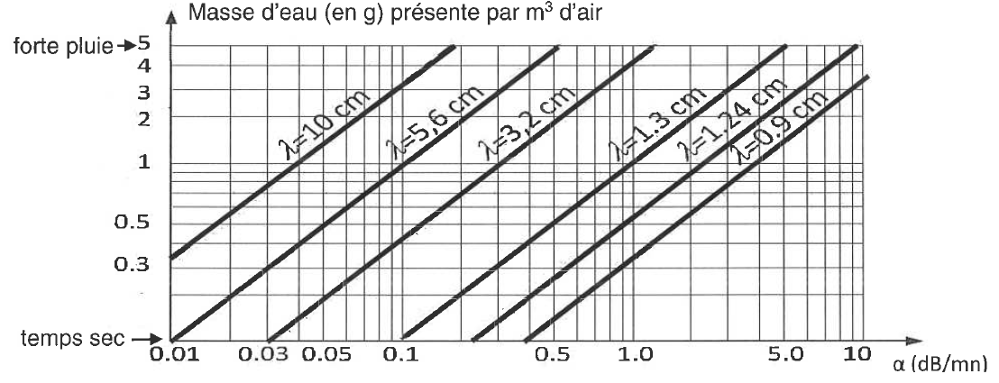 Masse d'eau (en g) présente par m³ d'air
forte pluie 5
4
3
2
1
0.5
0.3
temps sec
λ=10 cm
λ=5,6 cm
λ=3,2 cm
λ=1.3 cm
λ=1.24 cm
λ=0.9 cm
0.01 0.03 0.05 0.1 0.5 1.0 5.0 10
α (dB/mn)